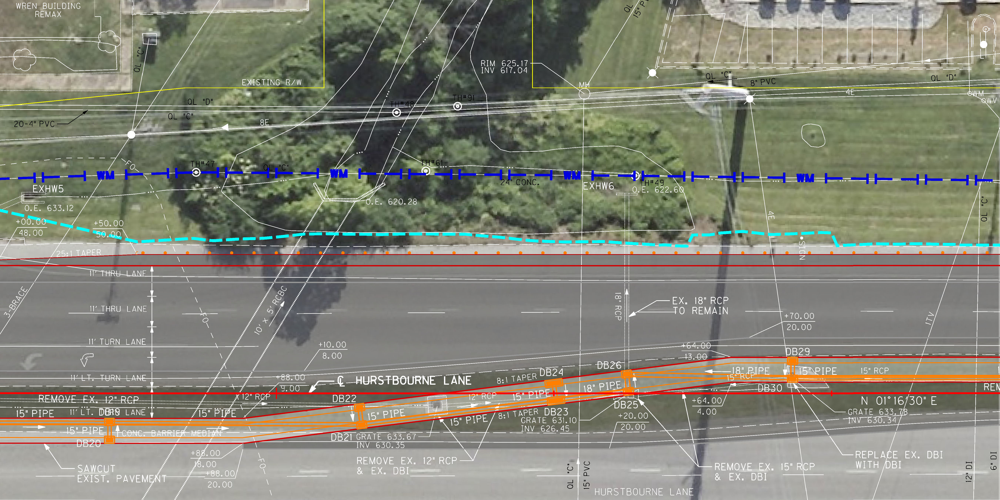 WREN BUILDING
REMAX
QL "C"
EXISTING R/W
RIM 625.17
INV 617.04
MH
QL
15" PV
QL "C"
8" PVC
QL "D"
4E
WM
WV
QL "D"
QL "C"
20-4" PVC
8E
TH#48
TH#91
FO
TH#47
QL "C"
TH#61
24" CONC.
TH#49
WM
WM
WM
WM
EXHW5
O.E. 633.12
O.E. 620.28
EXHW6
O.E. 622.60
4E
QL "C"
+00.00
48.00
+50.00
50.00
SIGN
25:1 TAPER
11' THRU LANE
11' THRU LANE
11' TURN LANE
11' LT. TURN LANE
11' LT. TURN LANE
3-BRACE
FO
10' X 5' RCBC
18" RCP
EX. 18" RCP
TO REMAIN
+70.00
20.00
1TV
+10.00
8.00
+64.00
13.00
+88.00
9.00
℄ HURSTBOURNE LANE
8:1 TAPER
DB24
DB26
DB29
18" PIPE
15" PIPE
15" RCP
15" RCP
DB30
REM
REMOVE EX. 12" RCP
12" RCP
DB22
12" RCP
15" PIPE
18" PIPE
DB25
+64.00
4.00
N 01°16'30" E
GRATE 633.78
INV 630.34
15" PIPE
DB19
15" PIPE
15" PIPE
15" PIPE
8:1 TAPER
DB23
GRATE 631.10
INV 626.45
+20.00
20.00
15" PIPE
CONC. BARRIER MEDIAN
DB20
DB21
GRATE 633.67
INV 630.35
+88.00
18.00
+88.00
20.00
FO
SAWCUT
EXIST. PAVEMENT
REMOVE EX. 12" RCP
& EX. DBI
QL "C"
15" PVC
REMOVE EX. 15" RCP
& EX. DBI
REPLACE EX. DBI
WITH DBI
12" DI
6" DI
HURSTBOURNE LANE